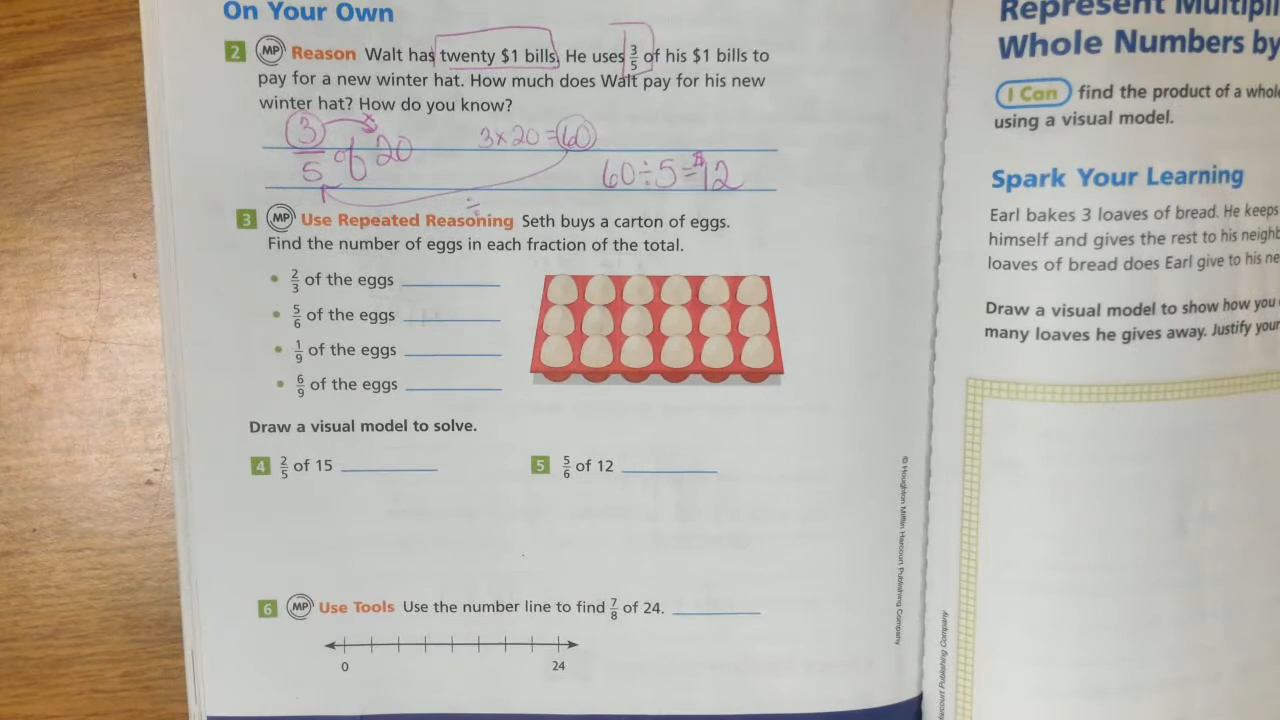 On Your Own
2 MP Reason Walt has twenty $1 bills. He uses 3/5 of his $1 bills to
pay for a new winter hat. How much does Walt pay for his new
winter hat? How do you know?
3/5 of 20 3×20=60
60÷5=$12
÷
3 MP Use Repeated Reasoning Seth buys a carton of eggs.
Find the number of eggs in each fraction of the total.
• 2/3 of the eggs
• 5/6 of the eggs
• 1/9 of the eggs
• 6/9 of the eggs
Draw a visual model to solve.
4 2/5 of 15
5 5/6 of 12
6 MP Use Tools Use the number line to find 7/8 of 24.
0 24
© Houghton Mifflin Harcourt Publishing Company
Represent
Whole Numbers by
I Can find the product of a
using a visual model.
Spark Your Learning
Earl bakes 3 loaves of bread. He keeps
himself and gives the rest to his
loaves of bread does Earl give to his
Draw a visual model to show how you
many loaves he gives away. Justify your
Harcourt Publishing Company